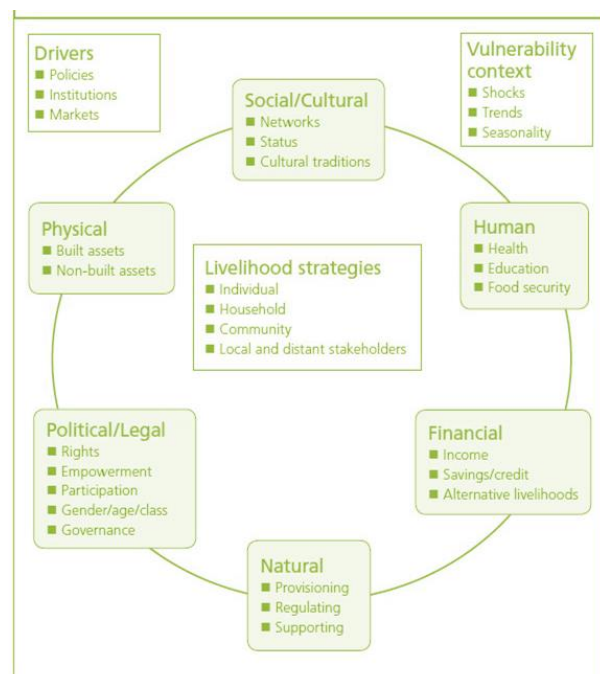 Drivers
■ Policies
■ Institutions
■ Markets
Vulnerability
context
■ Shocks
■ Trends
■ Seasonality
Social/Cultural
■ Networks
■ Status
■ Cultural traditions
Physical
■ Built assets
■ Non-built assets
Human
■ Health
■ Education
■ Food security
Livelihood strategies
■ Individual
■ Household
■ Community
■ Local and distant stakeholders
Political/Legal
■ Rights
■ Empowerment
■ Participation
■ Gender/age/class
■ Governance
Financial
■ Income
■ Savings/credit
■ Alternative livelihoods
Natural
■ Provisioning
■ Regulating
■ Supporting